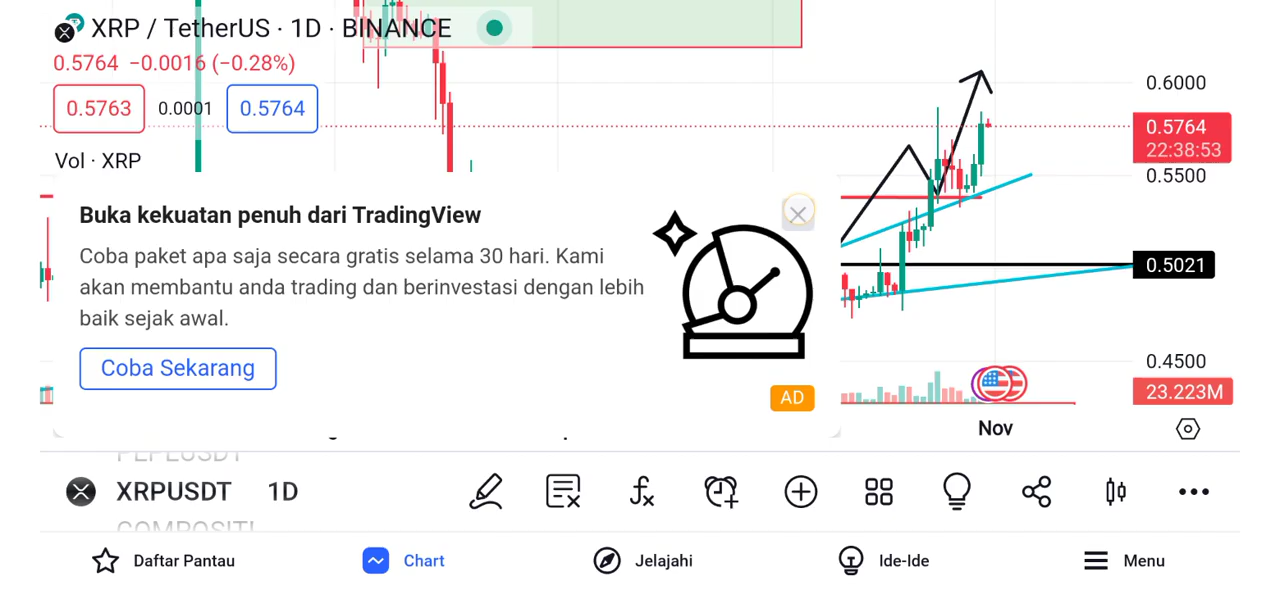 XRP / TetherUS · 1D · BINANCE
0.5764 −0.0016 (−0.28%)
0.5763 0.0001 0.5764
Vol · XRP
0.6000
0.5764
22:38:53
0.5500
0.5021
0.4500
23.223M
Nov
Buka kekuatan penuh dari TradingView
Coba paket apa saja secara gratis selama 30 hari. Kami
akan membantu anda trading dan berinvestasi dengan lebih
baik sejak awal.
Coba Sekarang
AD
PEPEUSDT
XRPUSDT 1D
Daftar Pantau
Chart
Jelajahi
Ide-Ide
Menu